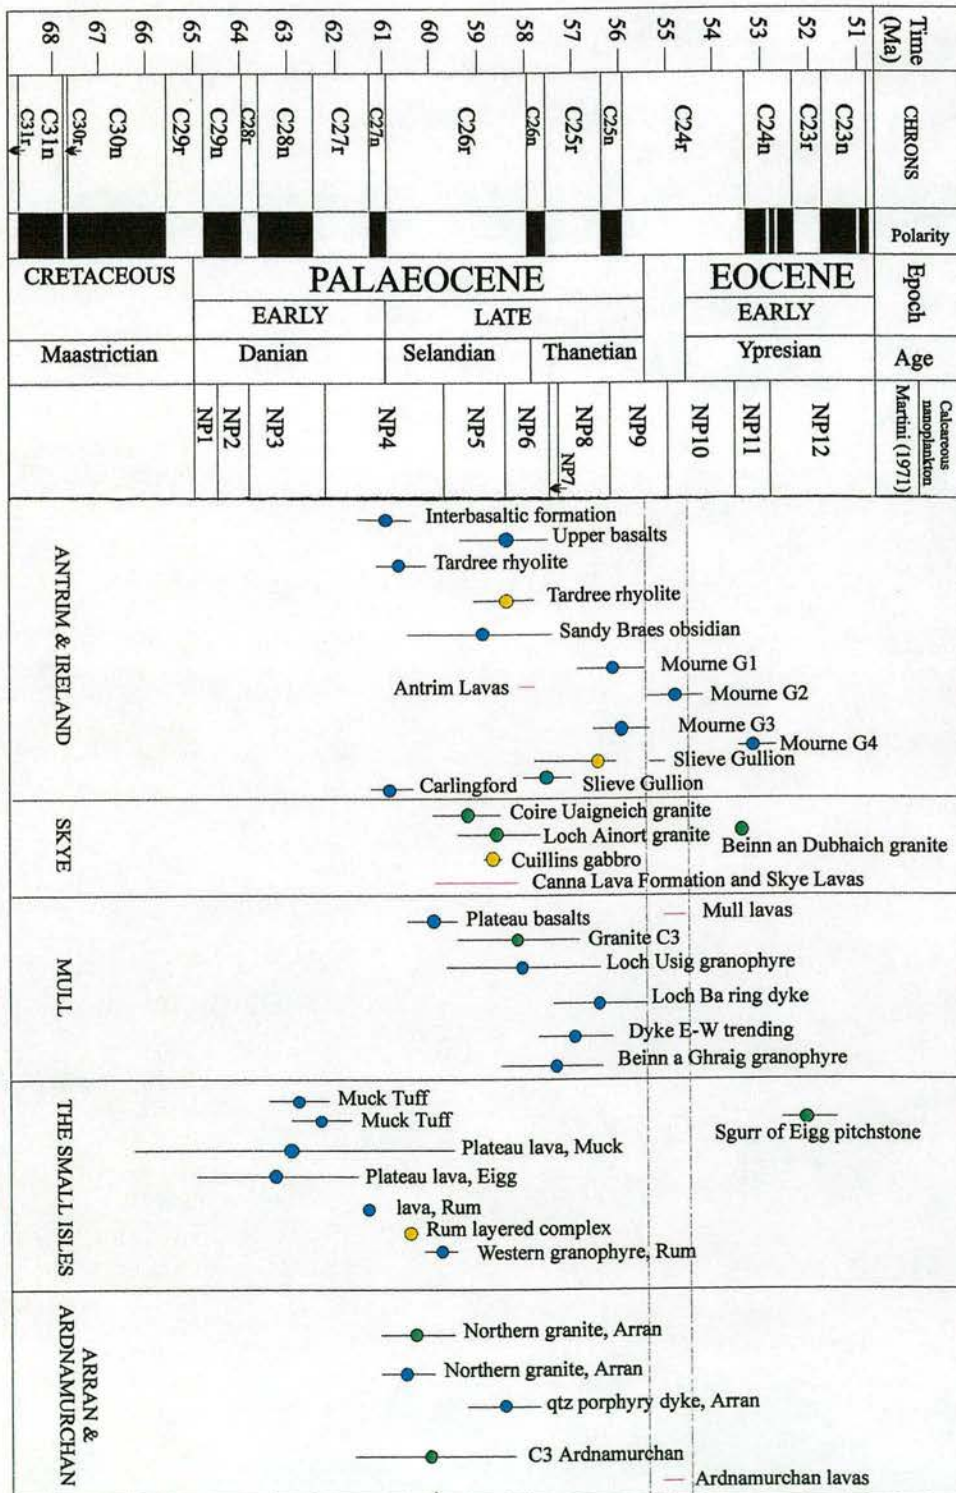 Time
(Ma)
51
52
53
54
55
56
57
58
59
60
61
62
63
64
65
66
67
68
CHRONS
C23n
C23r
C24n
C24r
C25n
C25r
C26n
C26r
C27n
C27r
C28n
C28r
C29n
C29r
C30n
C30r
C31n
C31r
Polarity
Epoch
CRETACEOUS
PALAEOCENE
EOCENE
EARLY
LATE
EARLY
Age
Maastrictian
Danian
Selandian
Thanetian
Ypresian
Calcareous
nanoplankton
Martini (1971)
NP1
NP2
NP3
NP4
NP5
NP6
NP7
NP8
NP9
NP10
NP11
NP12
ANTRIM & IRELAND
Interbasaltic formation
Upper basalts
Tardree rhyolite
Tardree rhyolite
Sandy Braes obsidian
Mourne G1
Antrim Lavas
Mourne G2
Mourne G3
Mourne G4
Slieve Gullion
Slieve Gullion
Carlingford
SKYE
Coire Uaigneich granite
Loch Ainort granite
Beinn an Dubhaich granite
Cuillins gabbro
Canna Lava Formation and Skye Lavas
MULL
Mull lavas
Plateau basalts
Granite C3
Loch Usig granophyre
Loch Ba ring dyke
Dyke E-W trending
Beinn a Ghraig granophyre
THE SMALL ISLES
Muck Tuff
Muck Tuff
Sgurr of Eigg pitchstone
Plateau lava, Muck
Plateau lava, Eigg
lava, Rum
Rum layered complex
Western granophyre, Rum
ARRAN &
ARDNAMURCHAN
Northern granite, Arran
Northern granite, Arran
qtz porphyry dyke, Arran
C3 Ardnamurchan
Ardnamurchan lavas